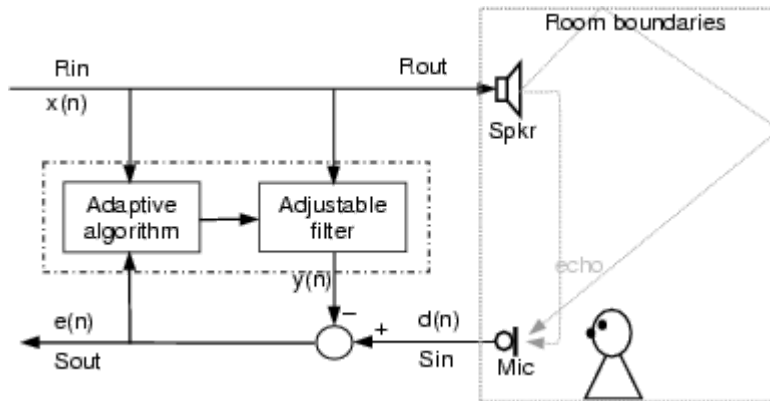 Room boundaries
Rin
Rout
x(n)
Spkr
Adaptive
algorithm
Adjustable
filter
echo
y(n)
−
e(n)
+
d(n)
Sout
Sin
Mic